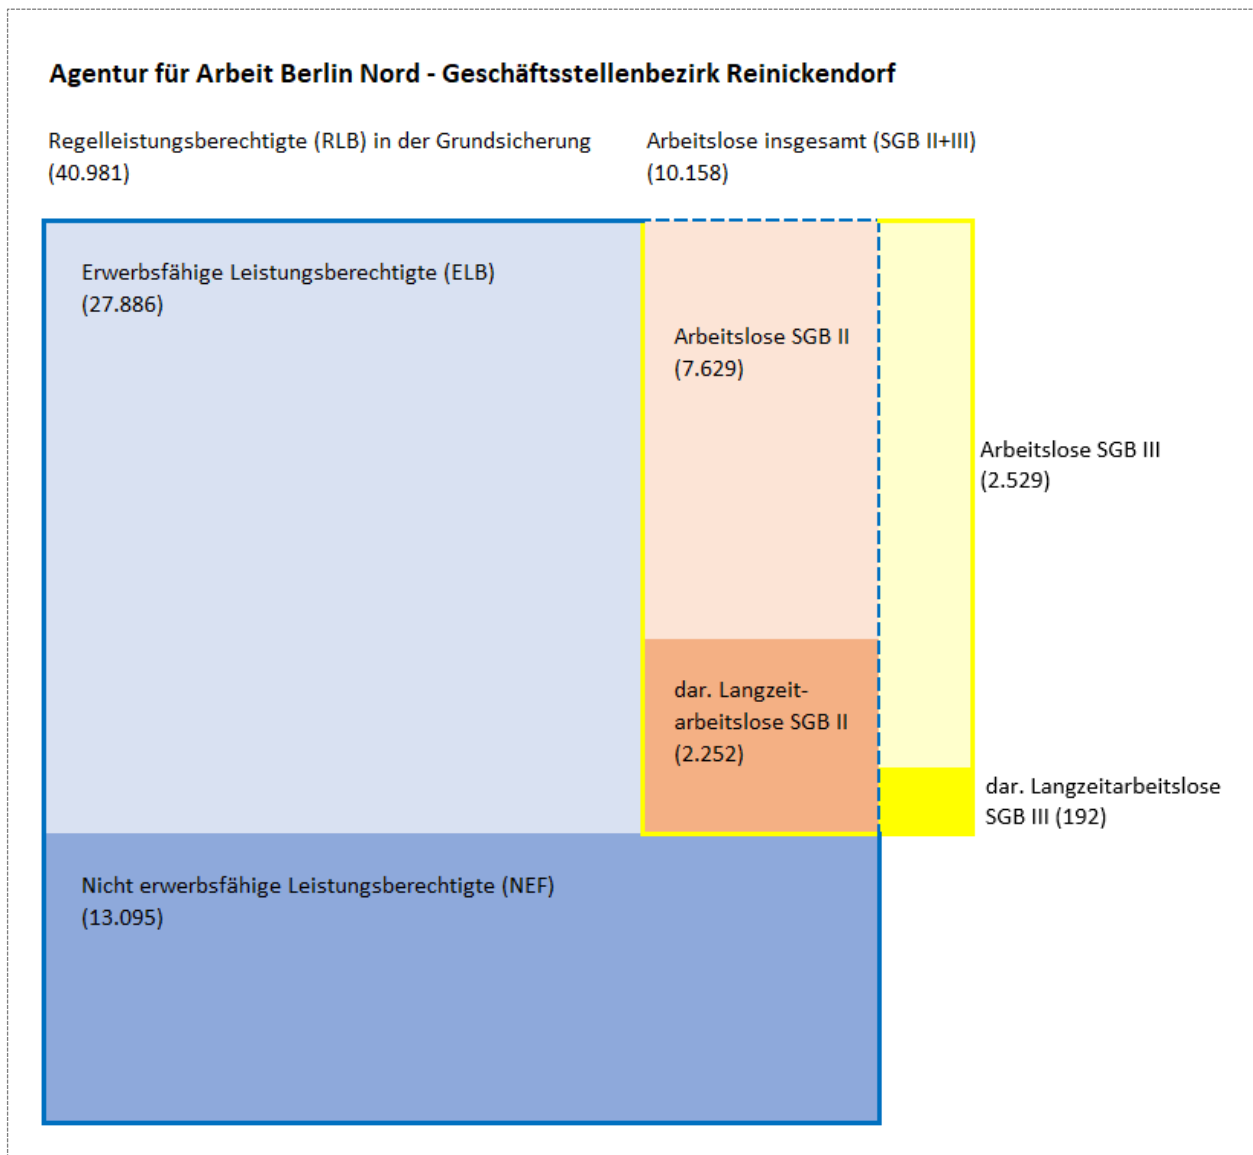 Agentur für Arbeit Berlin Nord - Geschäftsstellenbezirk Reinickendorf
Regelleistungsberechtigte (RLB) in der Grundsicherung
(40.981)
Arbeitslose insgesamt (SGB II+III)
(10.158)
Erwerbsfähige Leistungsberechtigte (ELB)
(27.886)
Arbeitslose SGB II
(7.629)
Arbeitslose SGB III
(2.529)
dar. Langzeit-
arbeitslose SGB II
(2.252)
dar. Langzeitarbeitslose
SGB III (192)
Nicht erwerbsfähige Leistungsberechtigte (NEF)
(13.095)